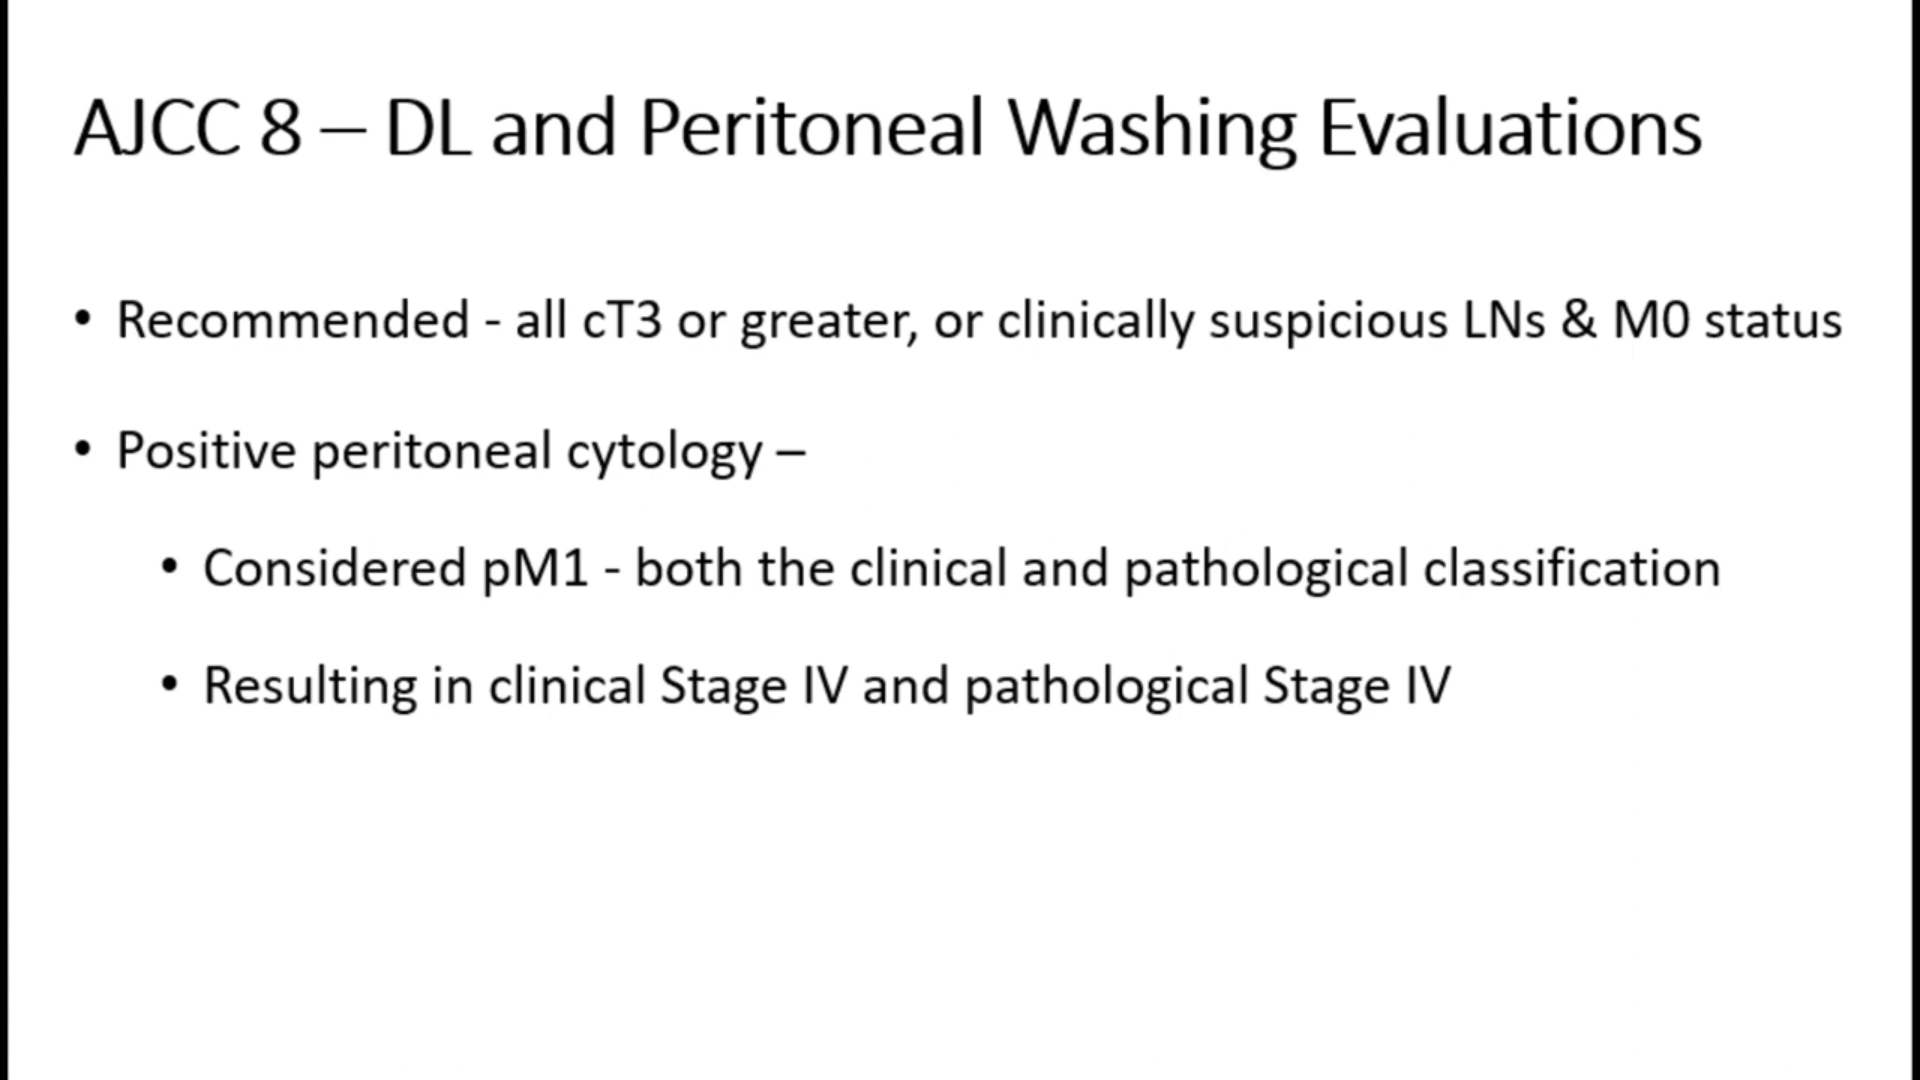 AJCC 8 – DL and Peritoneal Washing Evaluations
• Recommended - all cT3 or greater, or clinically suspicious LNs & M0 status
• Positive peritoneal cytology –
• Considered pM1 - both the clinical and pathological classification
• Resulting in clinical Stage IV and pathological Stage IV